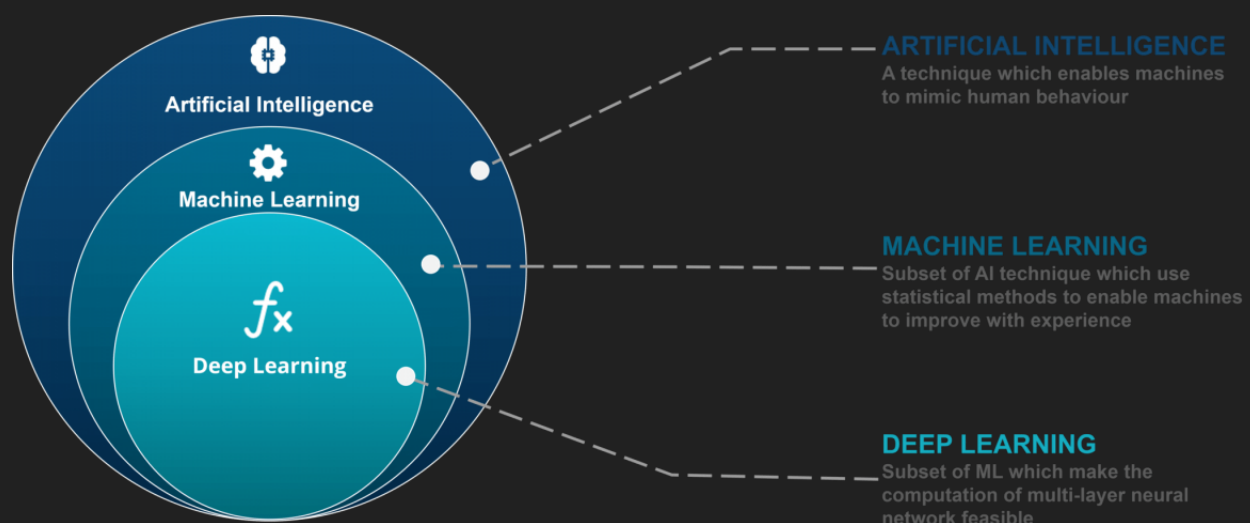 Artificial Intelligence
Machine Learning
fx
Deep Learning
ARTIFICIAL INTELLIGENCE
A technique which enables machines
to mimic human behaviour
MACHINE LEARNING
Subset of AI technique which use
statistical methods to enable machines
to improve with experience
DEEP LEARNING
Subset of ML which make the
computation of multi-layer neural
network feasible